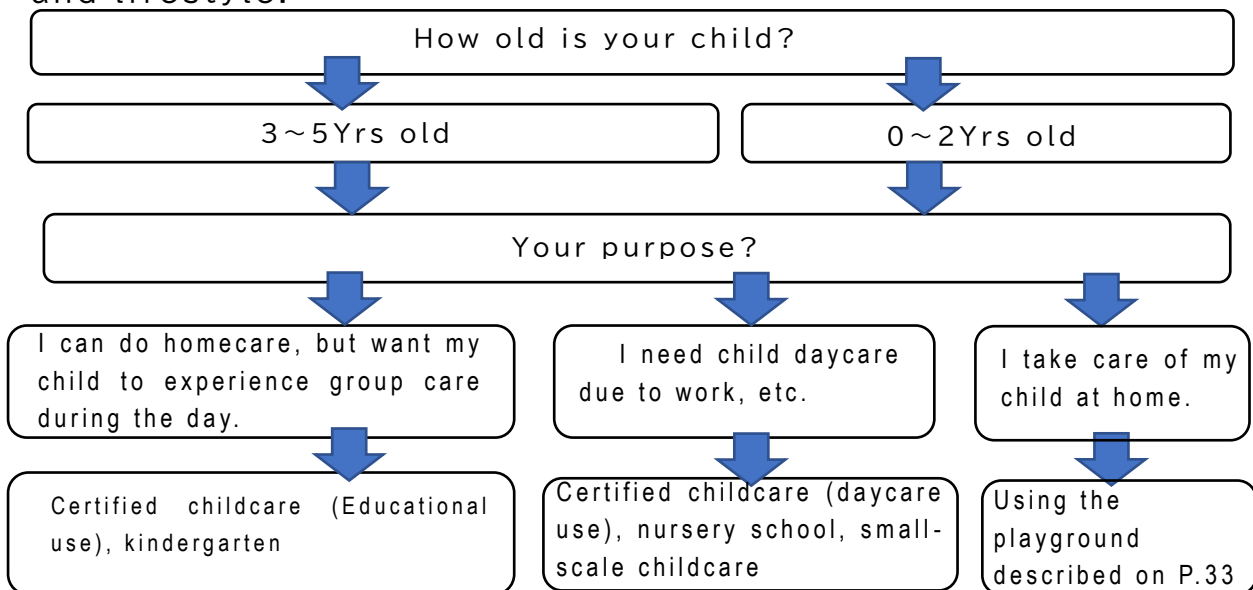 and lifestyle.
How old is your child?
3~5Yrs old
0~2Yrs old
Your purpose?
I can do homecare, but want my
child to experience group care
during the day.
I need child daycare
due to work, etc.
I take care of my
child at home.
Certified childcare (Educational
use), kindergarten
Certified childcare (daycare
use), nursery school, small-
scale childcare
Using the
playground
described on P.33